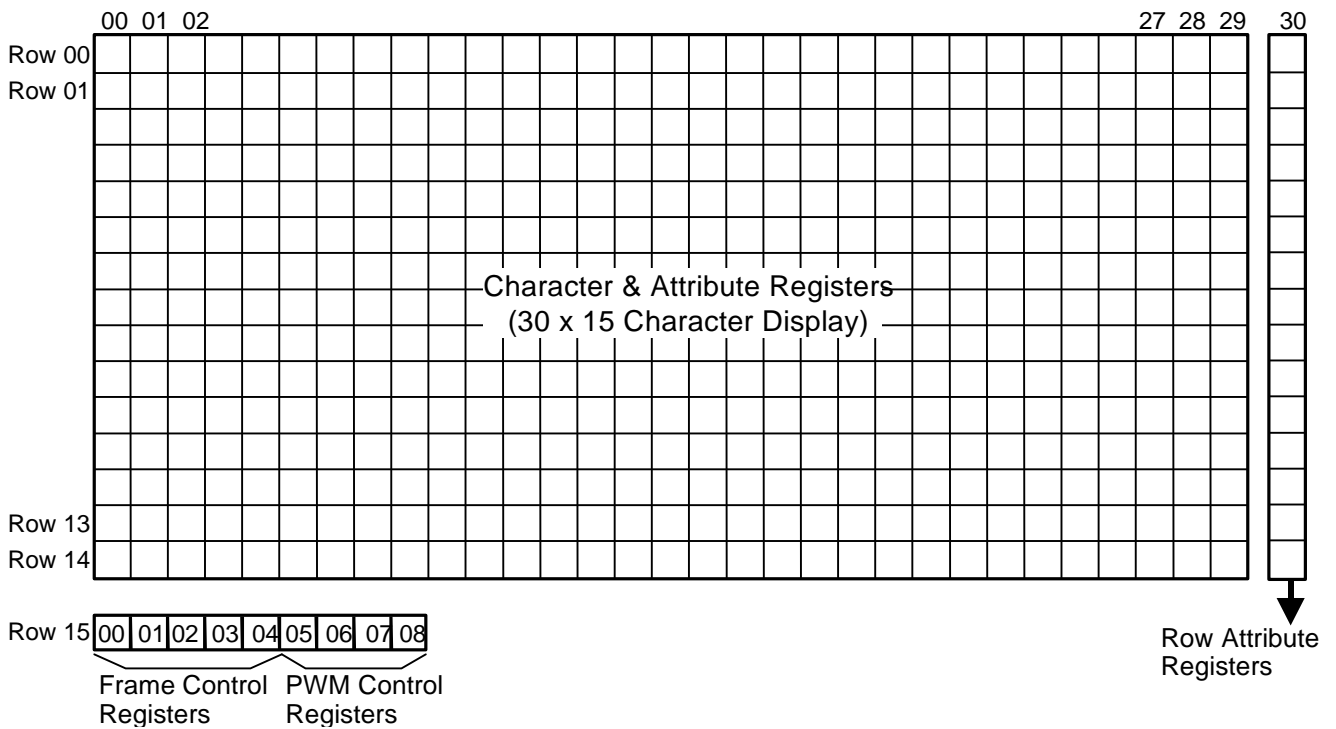 00 01 02 27 28 29 30
Row 00
Row 01
Character & Attribute Registers
(30 x 15 Character Display)
Row 13
Row 14
Row 15 00 01 02 03 04 05 06 07 08
Row Attribute
Registers
Frame Control
Registers
PWM Control
Registers